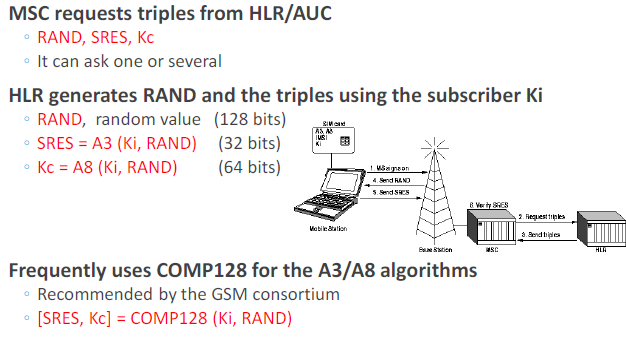 MSC requests triples from HLR/AUC
◦ RAND, SRES, Kc
◦ It can ask one or several
HLR generates RAND and the triples using the subscriber Ki
◦ RAND, random value (128 bits)
◦ SRES = A3 (Ki, RAND) (32 bits)
◦ Kc = A8 (Ki, RAND) (64 bits)
SIM card
A3, A8
IMSI
Ki
1. MS sign on
4. Send RAND
5. Send SRES
6. Verify SRES
2. Request triples
3. Send triples
Mobile Station
Base Station
MSC
HLR
Frequently uses COMP128 for the A3/A8 algorithms
◦ Recommended by the GSM consortium
◦ [SRES, Kc] = COMP128 (Ki, RAND)